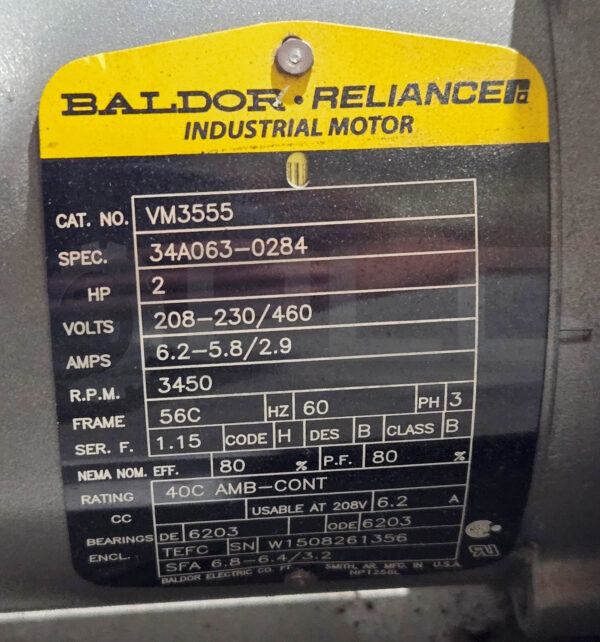 BALDOR • RELIANCE
INDUSTRIAL MOTOR
CAT. NO. VM3555
SPEC. 34A063-0284
HP 2
VOLTS 208-230/460
AMPS 6.2-5.8/2.9
R.P.M. 3450
FRAME 56C HZ 60 PH 3
SER. F. 1.15 CODE H DES B CLASS B
NEMA NOM. EFF. 80 % P.F. 80 %
RATING 40C AMB-CONT
CC USABLE AT 208V 6.2 A
BEARINGS DE 6203 ODE 6203
ENCL. TEFC SN W1508261356
SFA 6.8-6.4/3.2
BALDOR ELECTRIC CO. FT. SMITH, AR. MFG. IN U.S.A.